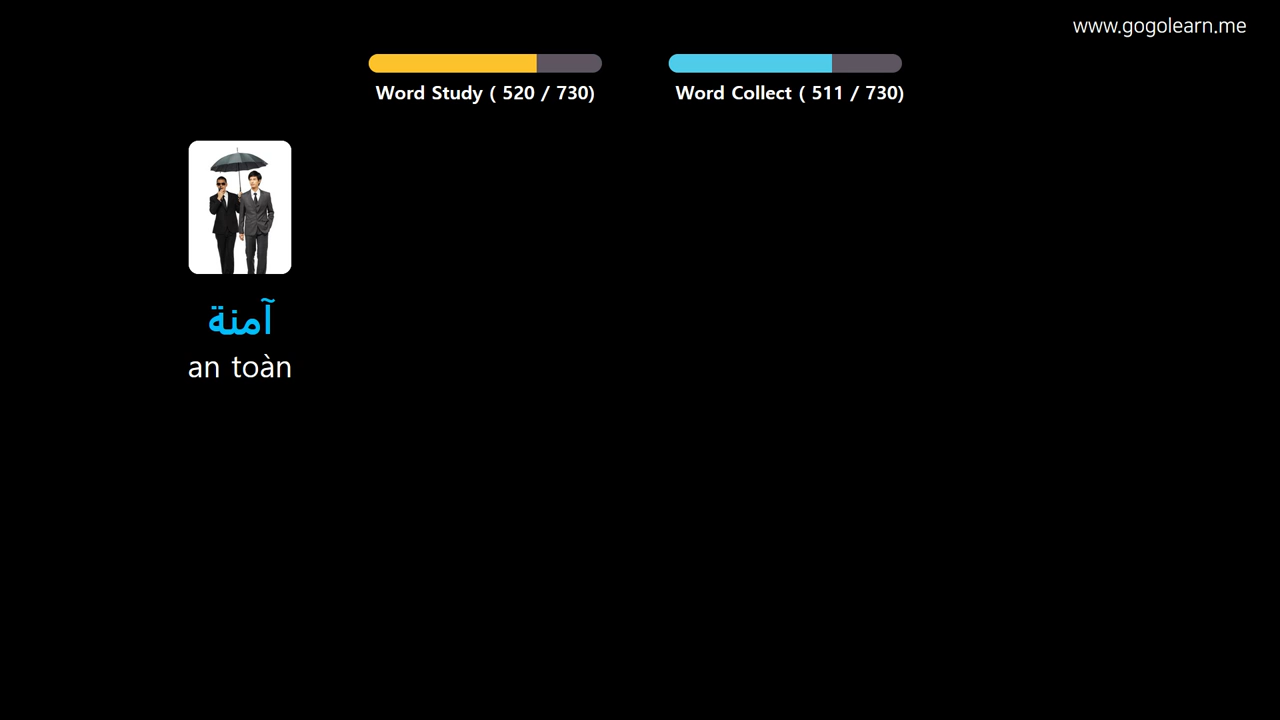 www.gogolearn.me
Word Study ( 520 / 730)
Word Collect ( 511 / 730)
آمنة
an toàn